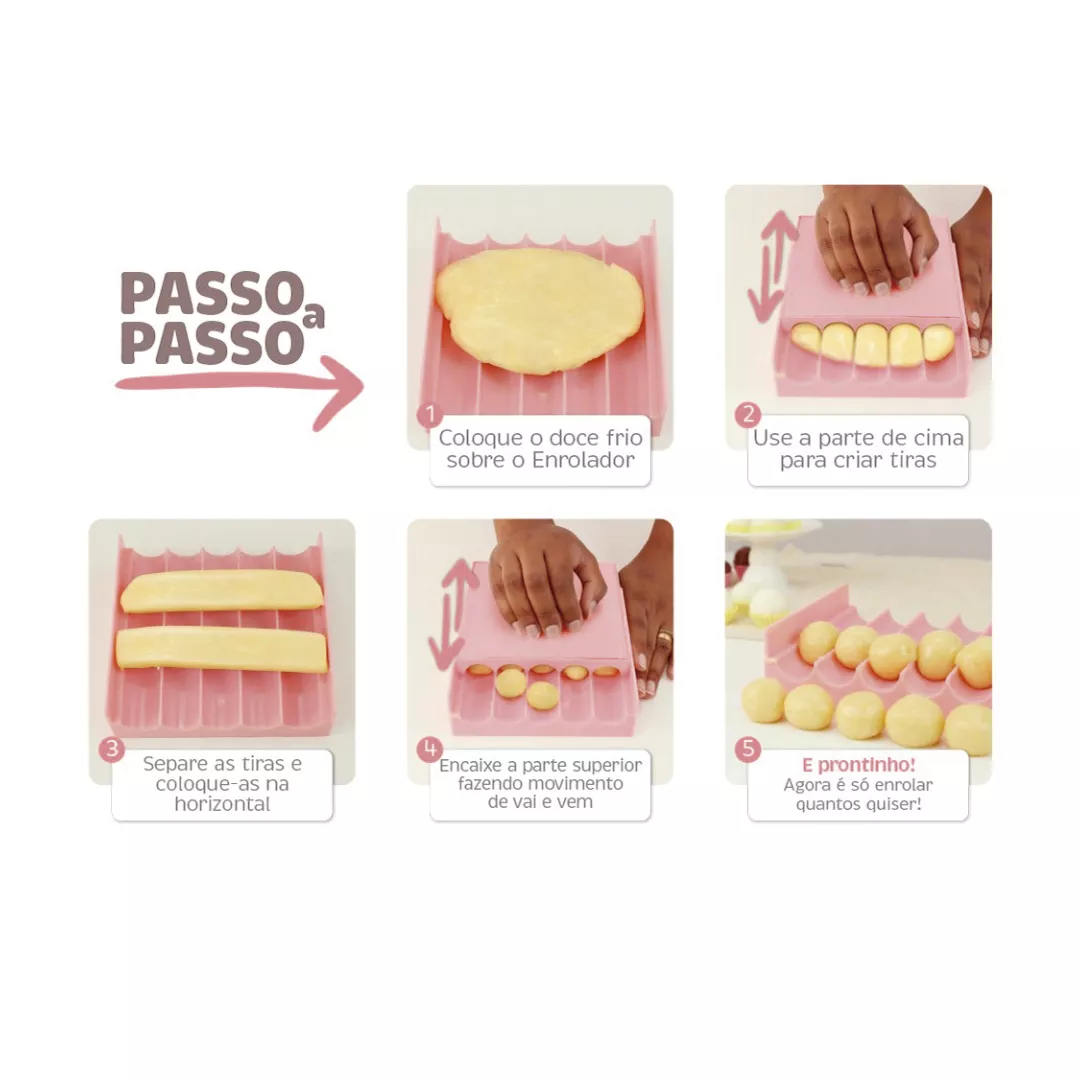 PASSO a
PASSO
1
Coloque o doce frio
sobre o Enrolador
2
Use a parte de cima
para criar tiras
3
Separe as tiras e
coloque-as na
horizontal
4
Encaixe a parte superior
fazendo movimento
de vai e vem
5
E prontinho!
Agora é só enrolar
quantos quiser!